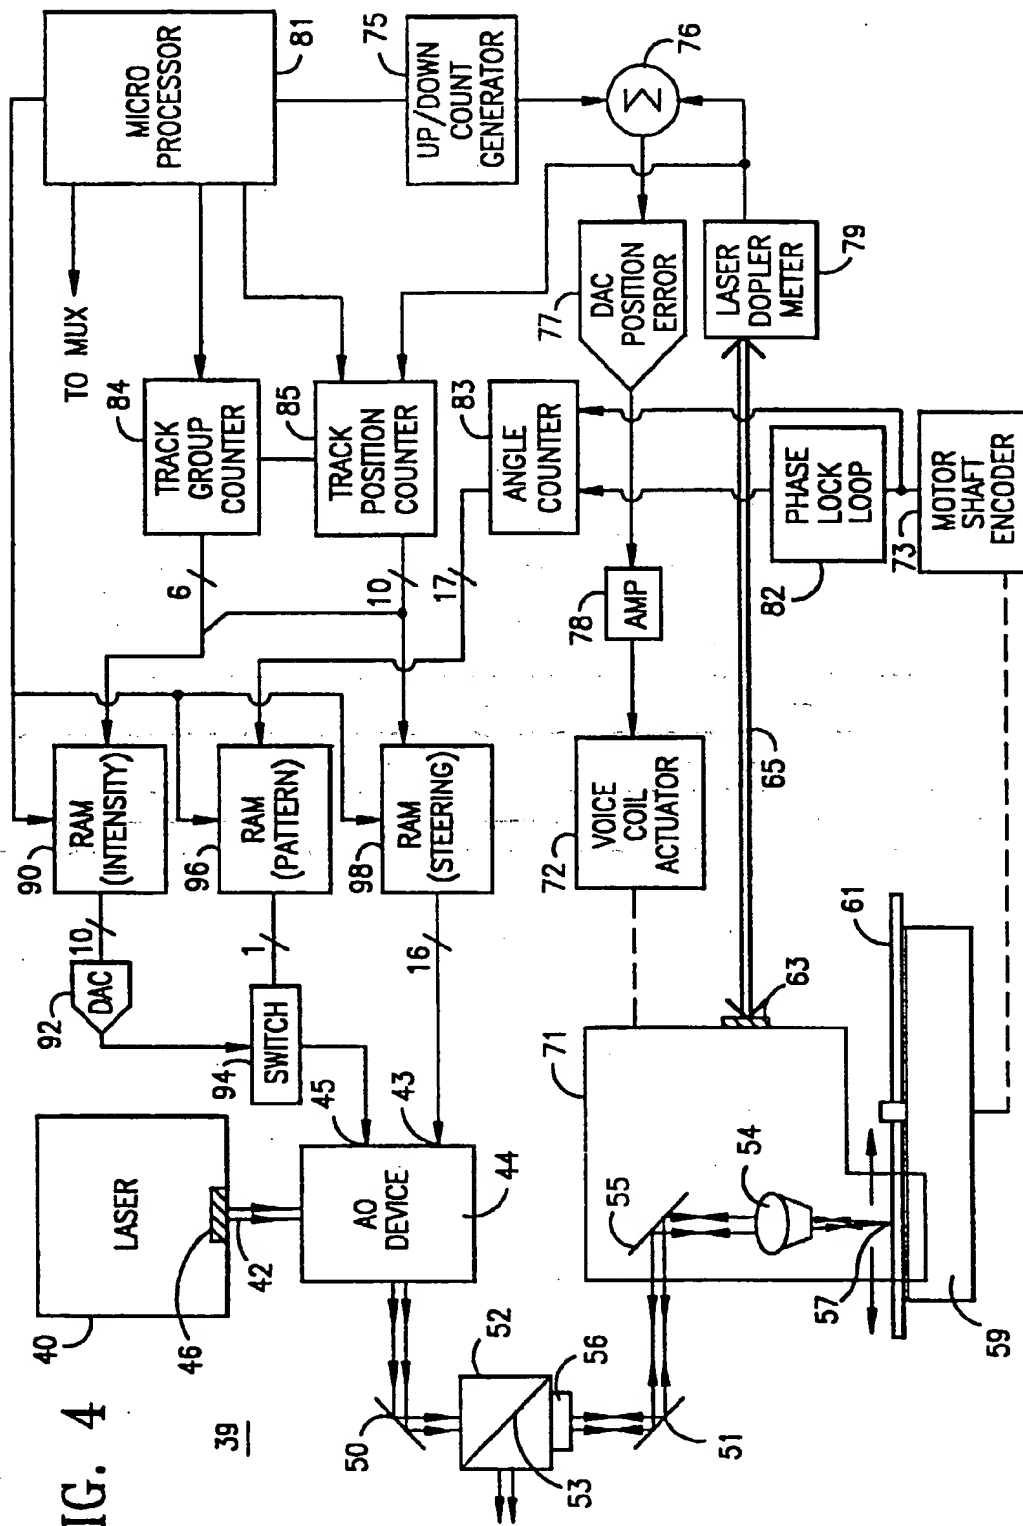 IG. 4
39
40
LASER
46
42
AO
DEVICE
45
43
44
50
52
53
56
51
92
DAC
10
94
SWITCH
1
16
90
RAM
(INTENSITY)
96
RAM
(PATTERN)
98
RAM
(STEERING)
6
10
17
84
TRACK
GROUP
COUNTER
85
TRACK
POSITION
COUNTER
83
ANGLE
COUNTER
TO MUX
MICRO
PROCESSOR
81
75
UP/DOWN
COUNT
GENERATOR
76
Σ
77
DAC
POSITION
ERROR
78
AMP
72
VOICE
COIL
ACTUATOR
LASER
DOPLER
METER
79
65
PHASE
LOCK
LOOP
82
73
MOTOR
SHAFT
ENCODER
71
63
55
54
57
61
59